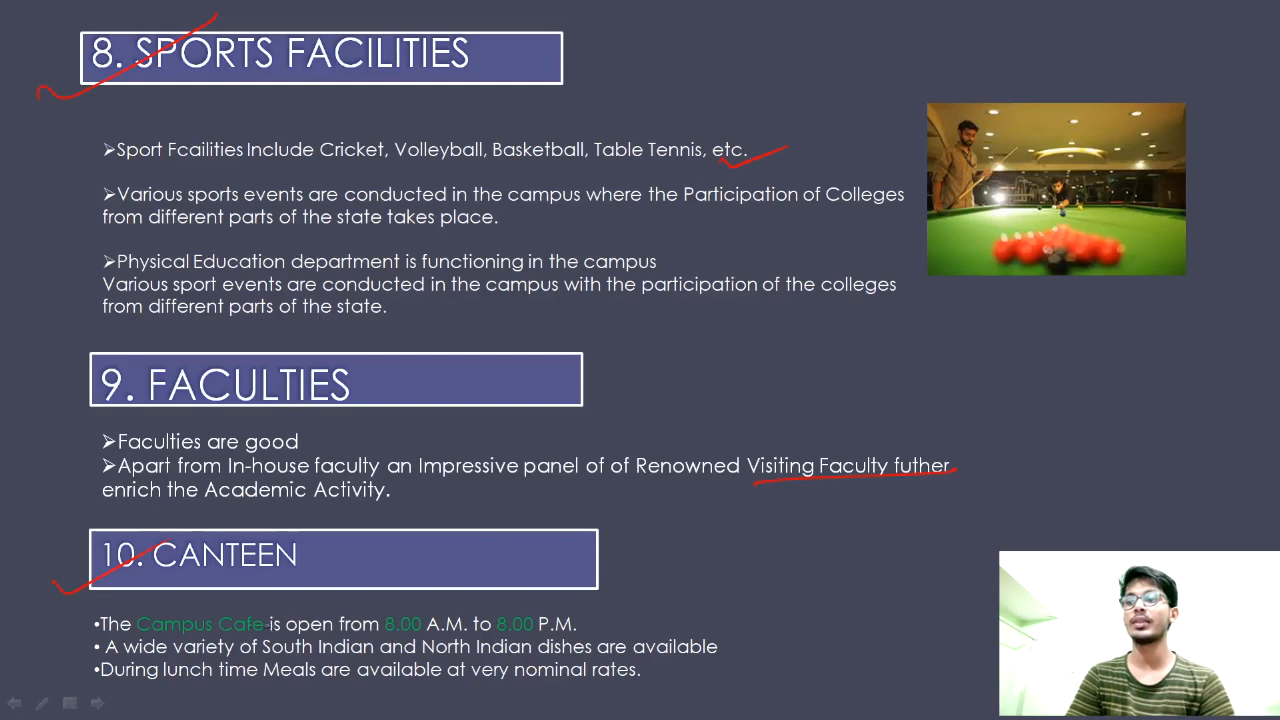 8. SPORTS FACILITIES
➢Sport Fcailities Include Cricket, Volleyball, Basketball, Table Tennis, etc.
➢Various sports events are conducted in the campus where the Participation of Colleges
from different parts of the state takes place.
➢Physical Education department is functioning in the campus
Various sport events are conducted in the campus with the participation of the colleges
from different parts of the state.
9. FACULTIES
➢Faculties are good
➢Apart from In-house faculty an Impressive panel of of Renowned Visiting Faculty futher
enrich the Academic Activity.
10. CANTEEN
•The Campus Cafe is open from 8.00 A.M. to 8.00 P.M.
• A wide variety of South Indian and North Indian dishes are available
•During lunch time Meals are available at very nominal rates.